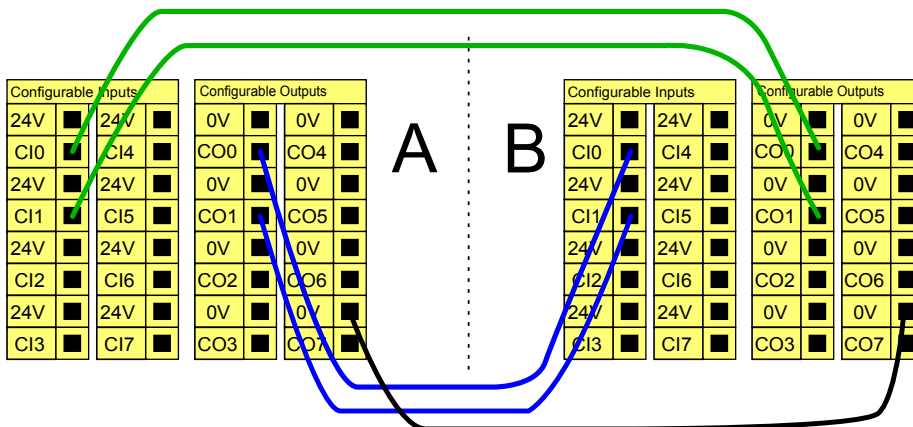 Configurable Inputs
24V 24V
CI0 CI4
24V 24V
CI1 CI5
24V 24V
CI2 CI6
24V 24V
CI3 CI7
Configurable Outputs
0V 0V
CO0 CO4
0V 0V
CO1 CO5
0V 0V
CO2 CO6
0V 0V
CO3 CO7
A
B
Configurable Inputs
24V 24V
CI0 CI4
24V 24V
CI1 CI5
24V 24V
CI2 CI6
24V 24V
CI3 CI7
Configurable Outputs
0V 0V
CO0 CO4
0V 0V
CO1 CO5
0V 0V
CO2 CO6
0V 0V
CO3 CO7